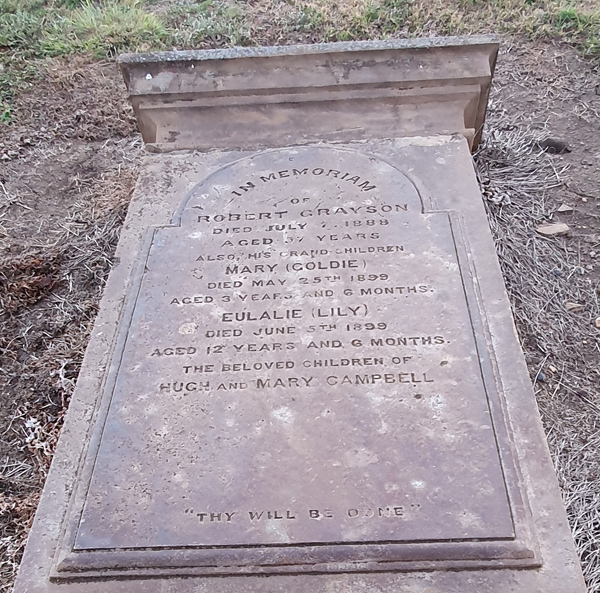 IN MEMORIAM
OF
ROBERT GRAYSON
DIED JULY 1888
AGED YEARS
ALSO, HIS GRAND CHILDREN
MARY (GOLDIE)
DIED MAY 25TH 1899
AGED 3 YEARS AND 6 MONTHS.
EULALIE (LILY)
DIED JUNE 5TH 1899
AGED 12 YEARS AND 6 MONTHS.
THE BELOVED CHILDREN OF
HUGH AND MARY CAMPBELL
"THY WILL BE DONE"